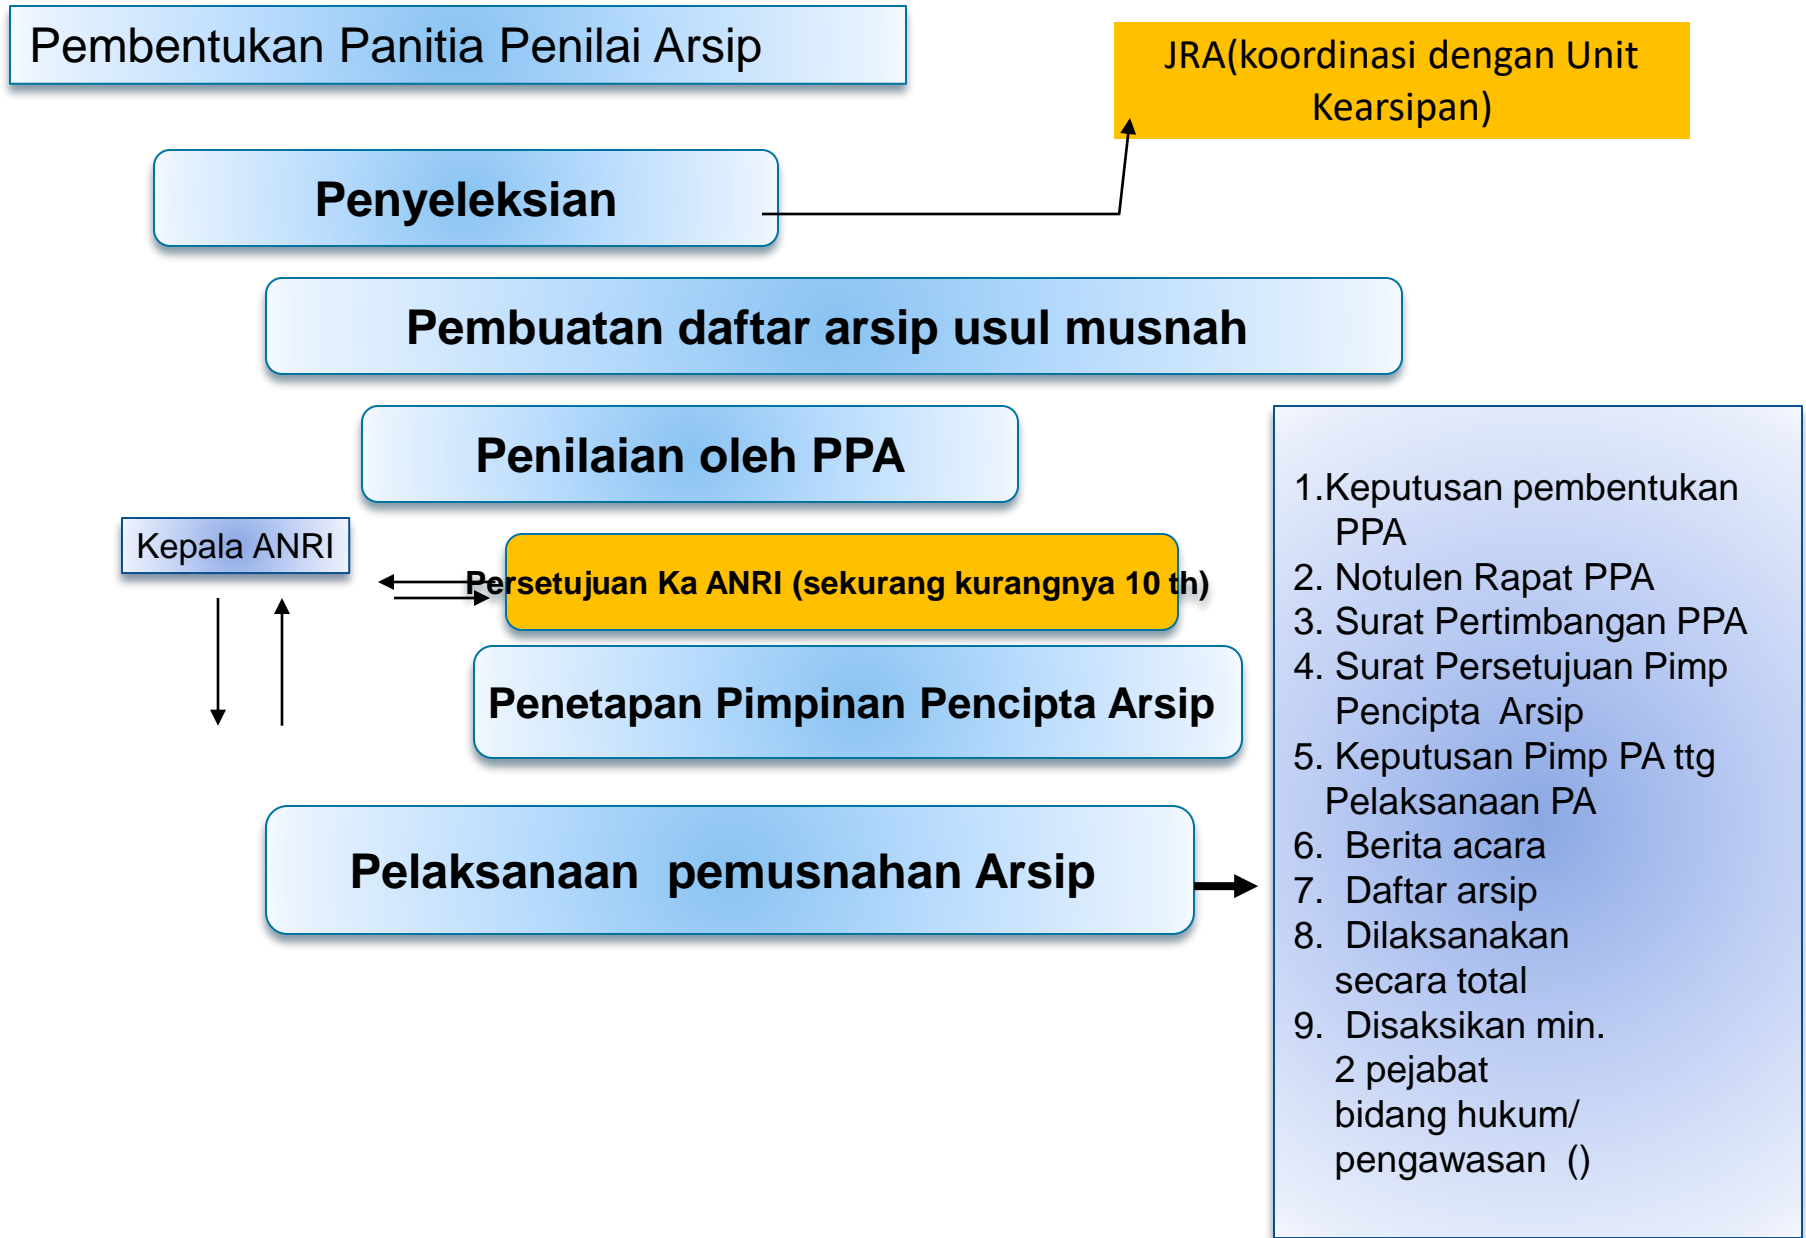 Pembentukan Panitia Penilai Arsip
JRA(koordinasi dengan Unit
Kearsipan)
Penyeleksian
Pembuatan daftar arsip usul musnah
Penilaian oleh PPA
Kepala ANRI
Persetujuan Ka ANRI (sekurang kurangnya 10 th)
Penetapan Pimpinan Pencipta Arsip
Pelaksanaan pemusnahan Arsip
1.Keputusan pembentukan
PPA
2. Notulen Rapat PPA
3. Surat Pertimbangan PPA
4. Surat Persetujuan Pimp
Pencipta Arsip
5. Keputusan Pimp PA ttg
Pelaksanaan PA
6. Berita acara
7. Daftar arsip
8. Dilaksanakan
secara total
9. Disaksikan min.
2 pejabat
bidang hukum/
pengawasan ()